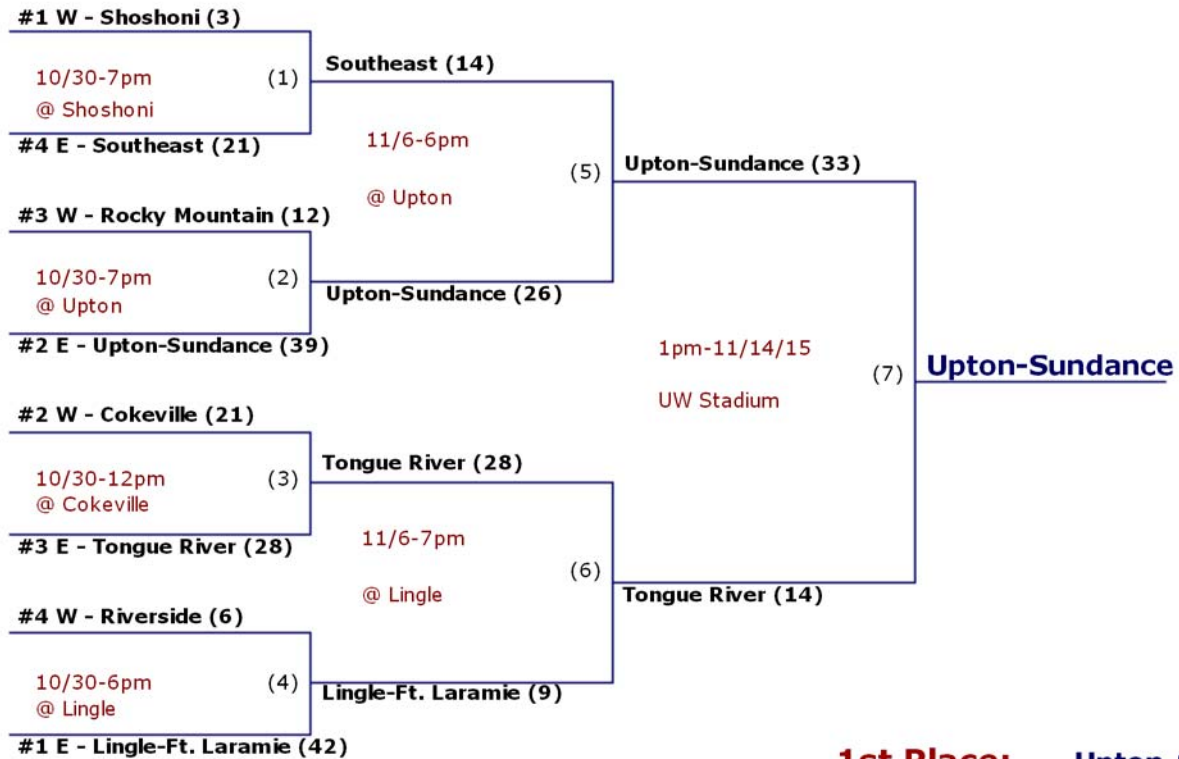 #1 W - Shoshoni (3)
10/30-7pm
@ Shoshoni
(1)
#4 E - Southeast (21)
Southeast (14)
11/6-6pm
@ Upton
(5)
#3 W - Rocky Mountain (12)
10/30-7pm
@ Upton
(2)
#2 E - Upton-Sundance (39)
Upton-Sundance (26)
Upton-Sundance (33)
1pm-11/14/15
UW Stadium
(7)
Upton-Sundance
#2 W - Cokeville (21)
10/30-12pm
@ Cokeville
(3)
#3 E - Tongue River (28)
Tongue River (28)
11/6-7pm
@ Lingle
(6)
Tongue River (14)
#4 W - Riverside (6)
10/30-6pm
@ Lingle
(4)
#1 E - Lingle-Ft. Laramie (42)
Lingle-Ft. Laramie (9)
1st Place: Upton